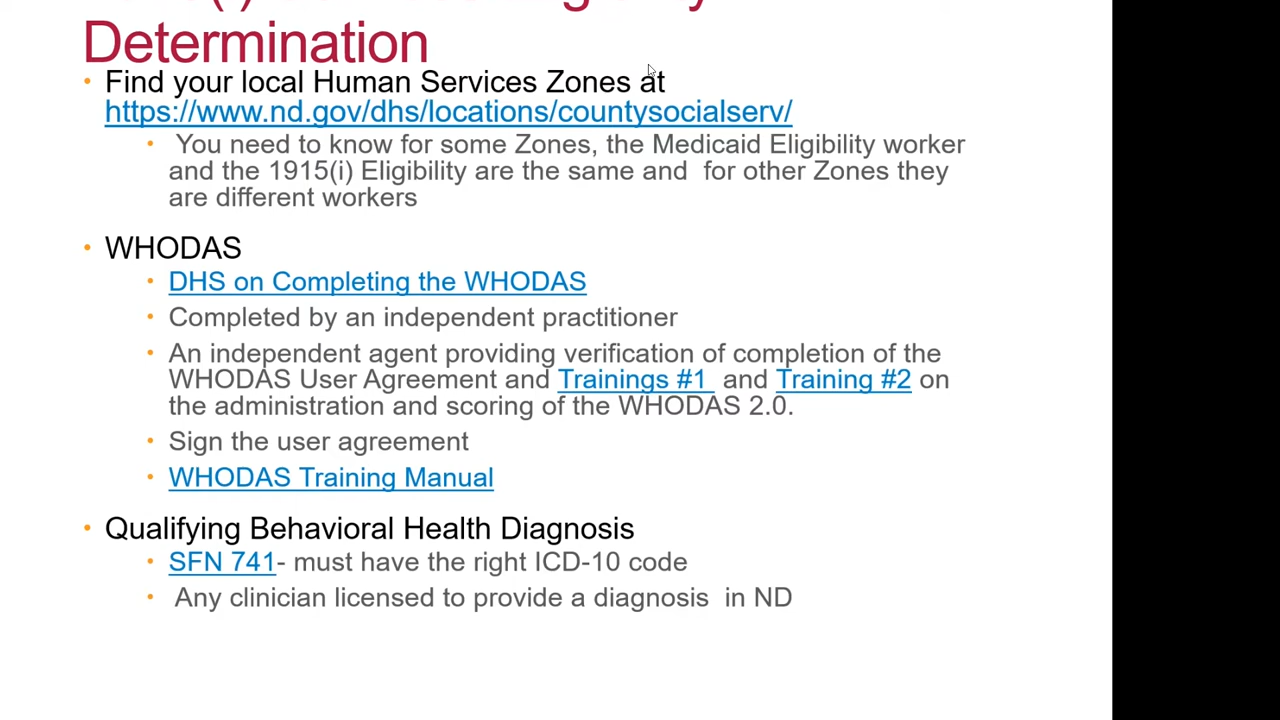 Determination
• Find your local Human Services Zones at
https://www.nd.gov/dhs/locations/countysocialserv/
• You need to know for some Zones, the Medicaid Eligibility worker
and the 1915(i) Eligibility are the same and for other Zones they
are different workers
• WHODAS
• DHS on Completing the WHODAS
• Completed by an independent practitioner
• An independent agent providing verification of completion of the
WHODAS User Agreement and Trainings #1 and Training #2 on
the administration and scoring of the WHODAS 2.0.
• Sign the user agreement
• WHODAS Training Manual
• Qualifying Behavioral Health Diagnosis
• SFN 741- must have the right ICD-10 code
• Any clinician licensed to provide a diagnosis in ND